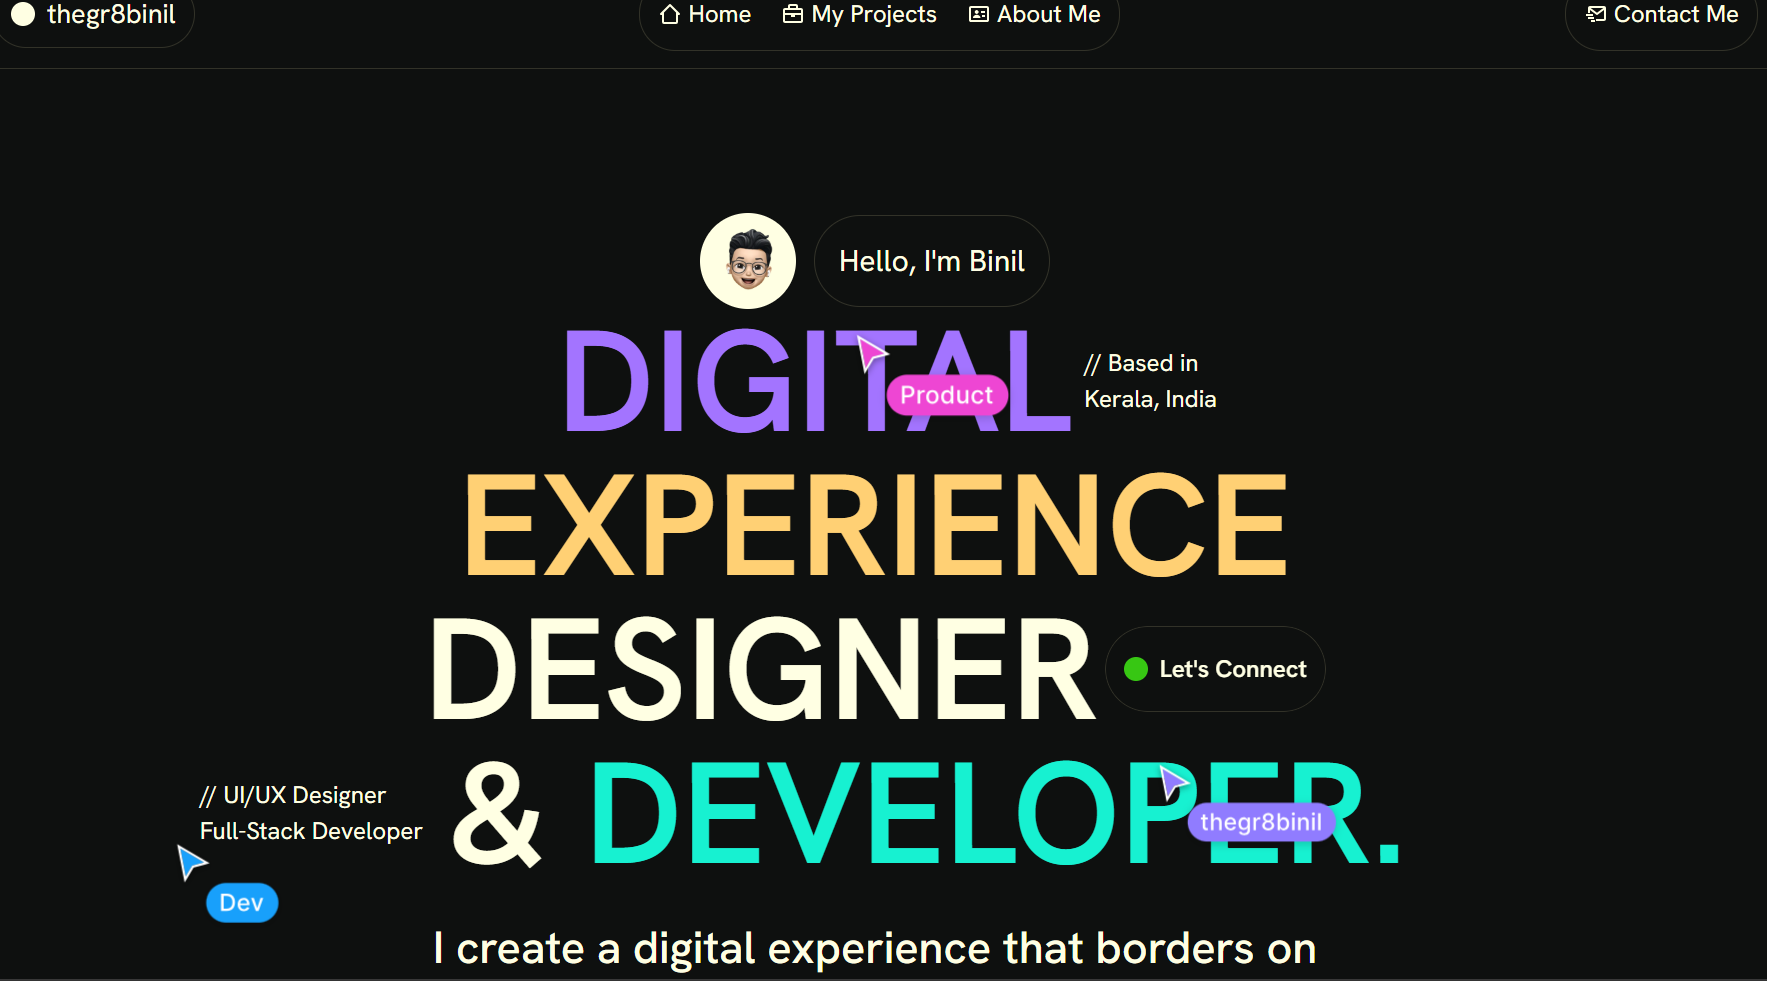 thegr8binil
Home
My Projects
About Me
Contact Me
Hello, I'm Binil
DIGITAL
Product
// Based in
Kerala, India
EXPERIENCE
DESIGNER
Let's Connect
// UI/UX Designer
Full-Stack Developer
& DEVELOPER.
thegr8binil
Dev
I create a digital experience that borders on